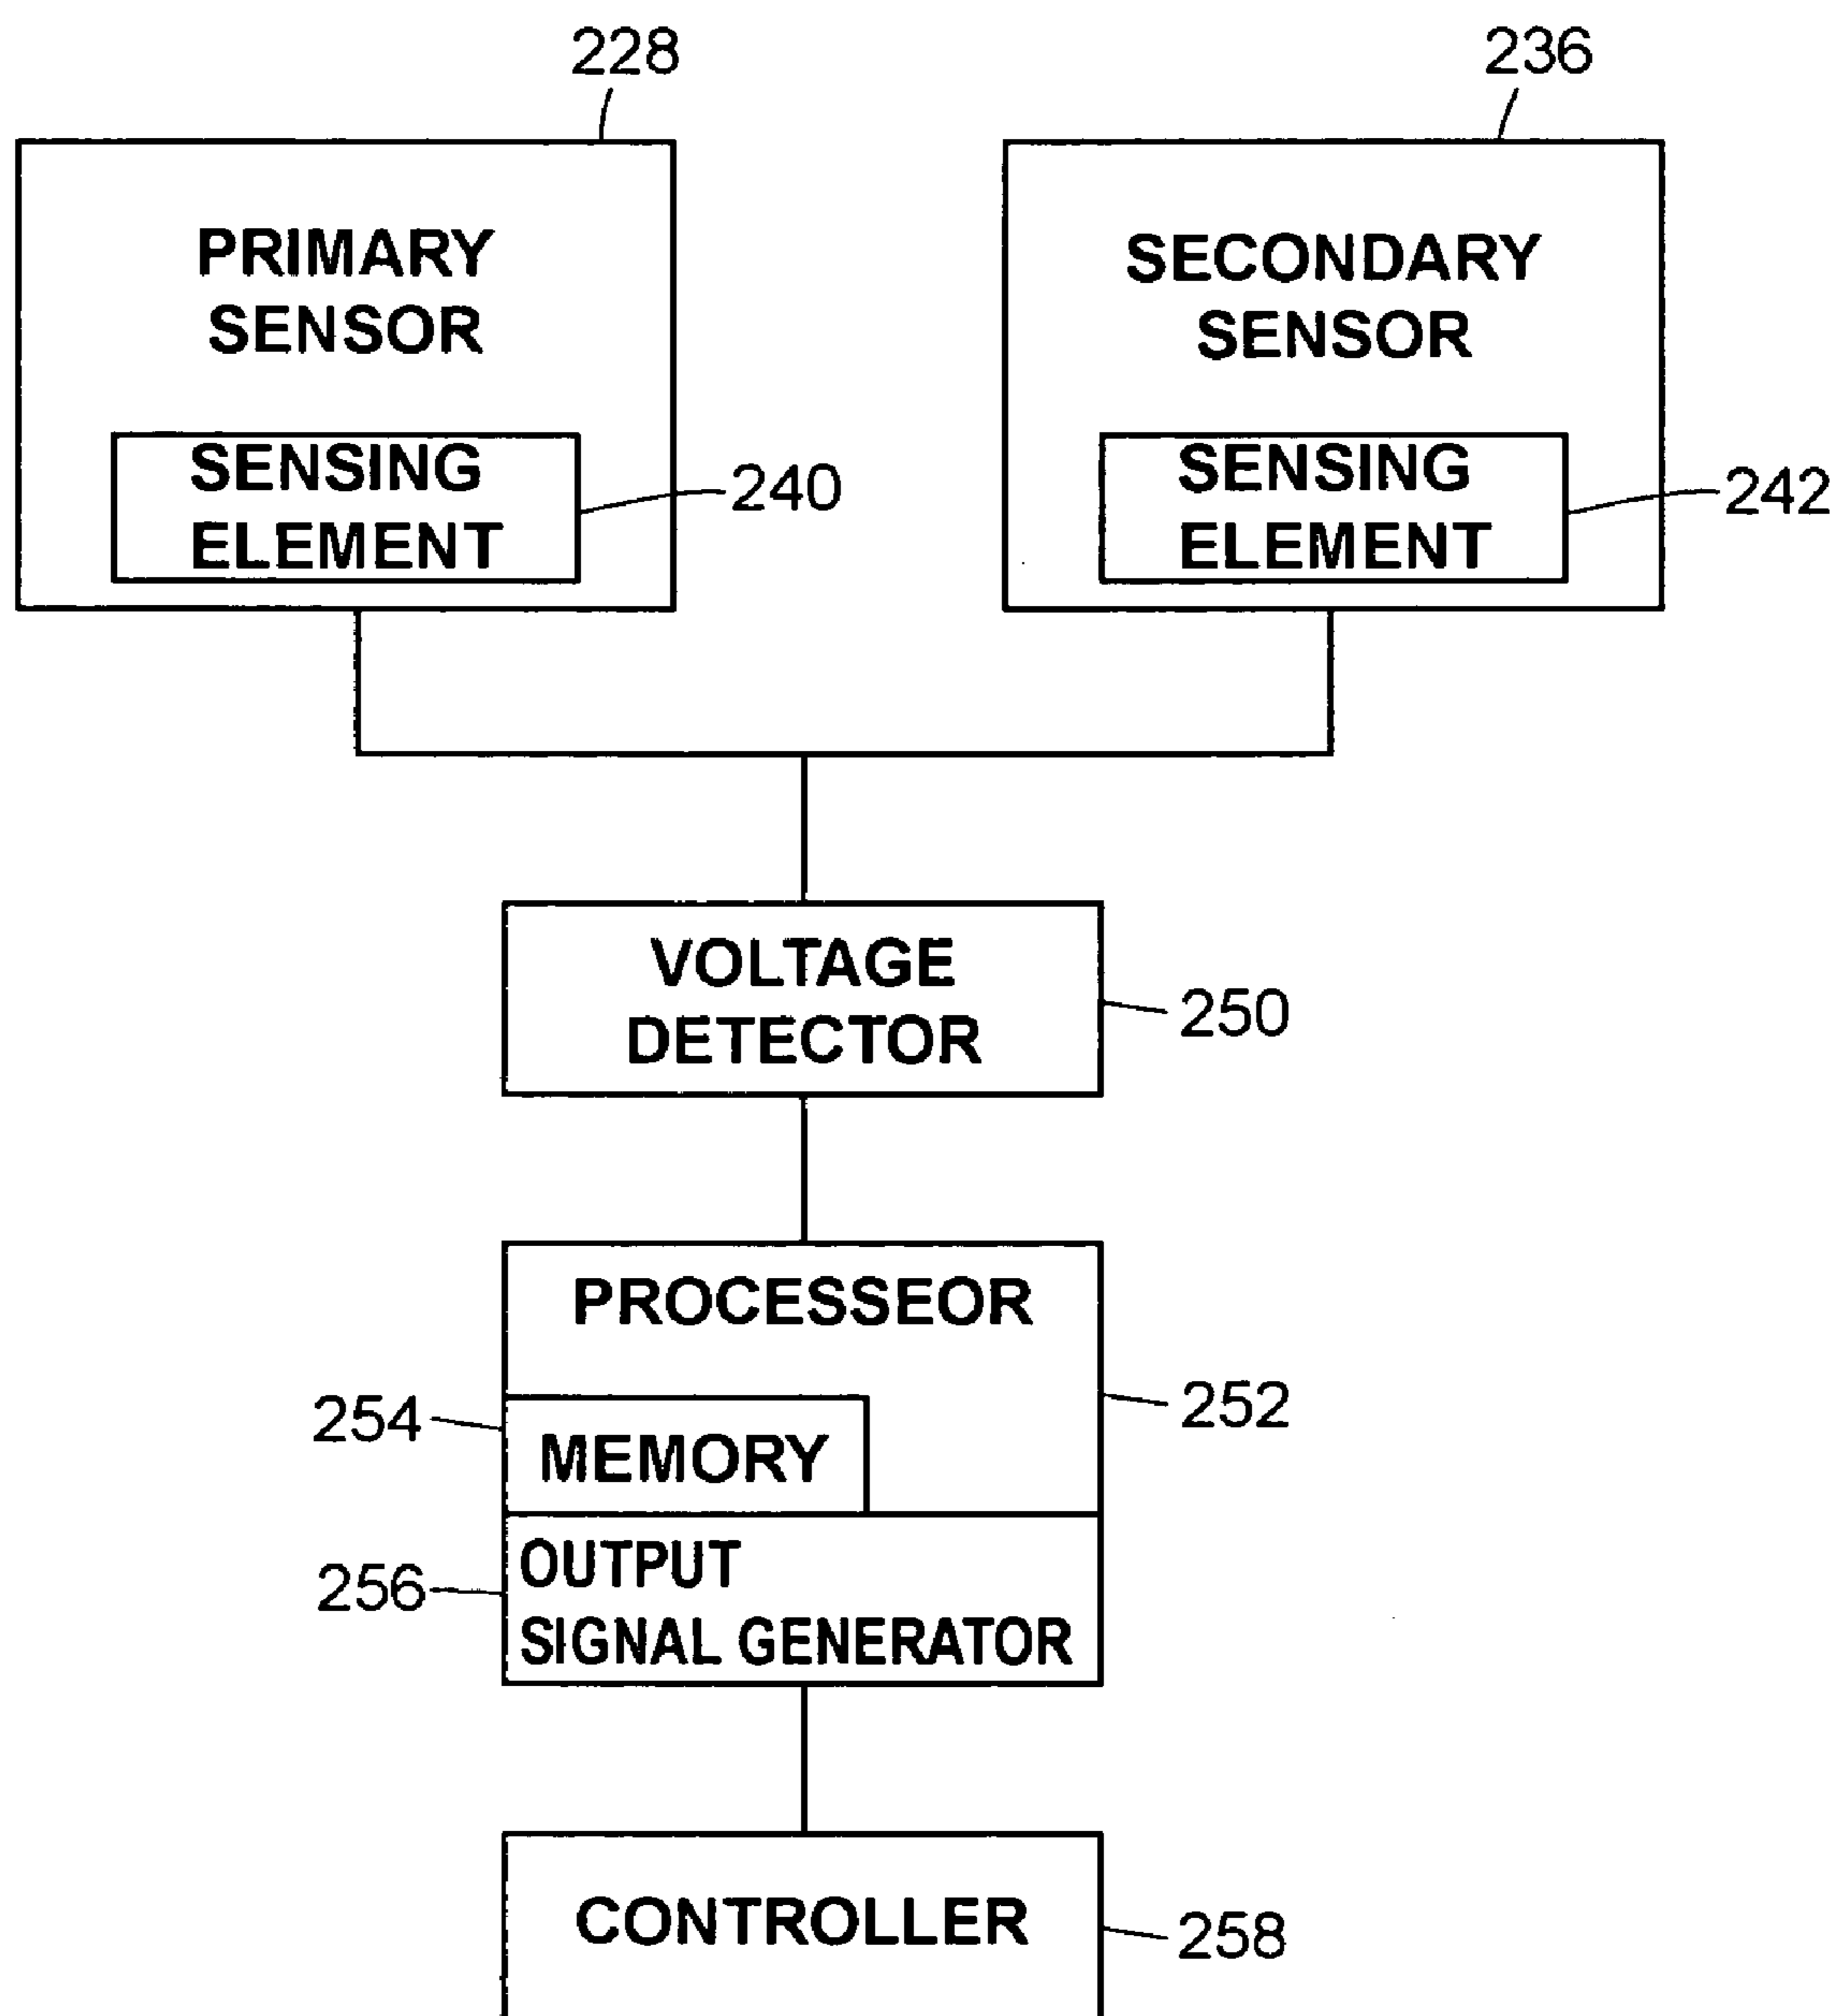 228
236
PRIMARY
SENSOR
SECONDARY
SENSOR
SENSING
ELEMENT
240
SENSING
ELEMENT
242
VOLTAGE
DETECTOR
250
PROCESSEOR
252
254
MEMORY
256
OUTPUT
SIGNAL GENERATOR
CONTROLLER
258